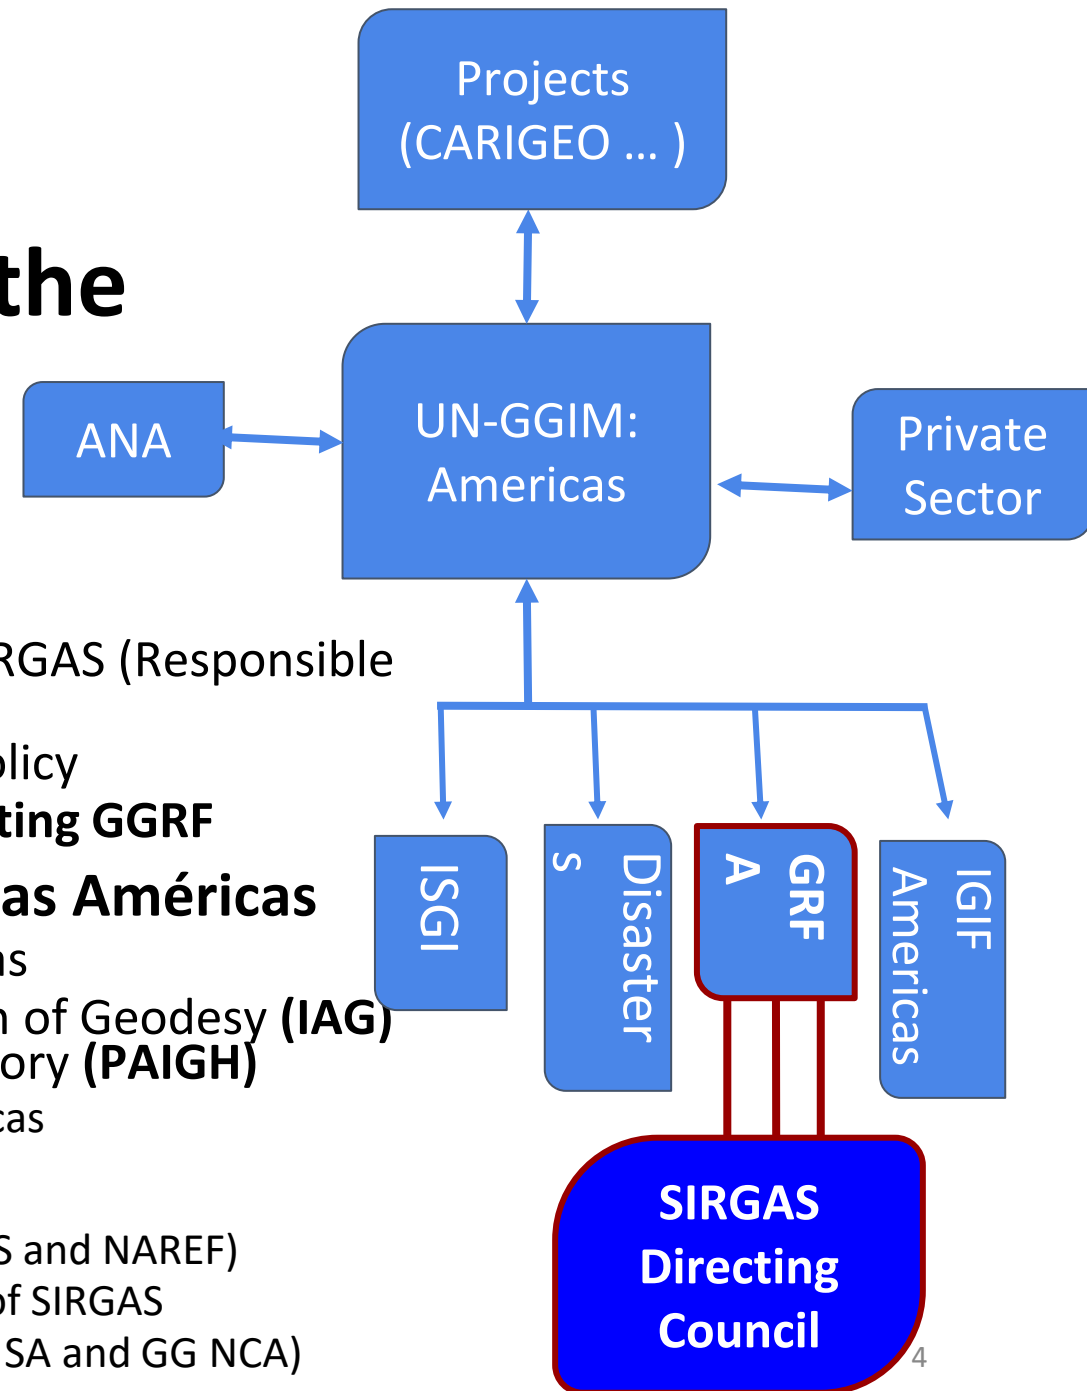 Projects
(CARIGEO ... )
the
ANA
UN-GGIM:
Americas
Private
Sector
RGAS (Responsible
olicy
ting GGRF
as Américas
ns
n of Geodesy (IAG)
ory (PAIGH)
cas
S and NAREF)
of SIRGAS
SA and GG NCA)
ISGI
Disaster
s
GRF
A
IGIF
Americas
SIRGAS
Directing
Council
4